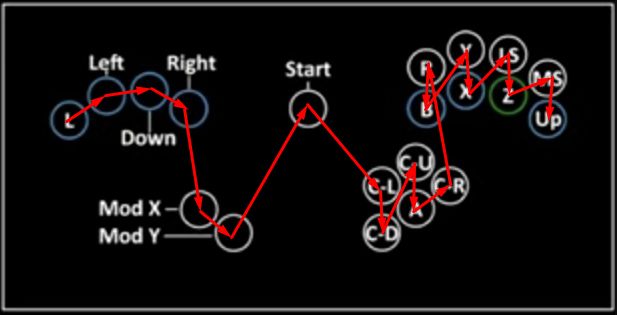 Left
Right
Start
R
Y
LS
MS
L
B
X
Z
Up
Down
C-U
C-L
C-R
A
Mod X
Mod Y
C-D